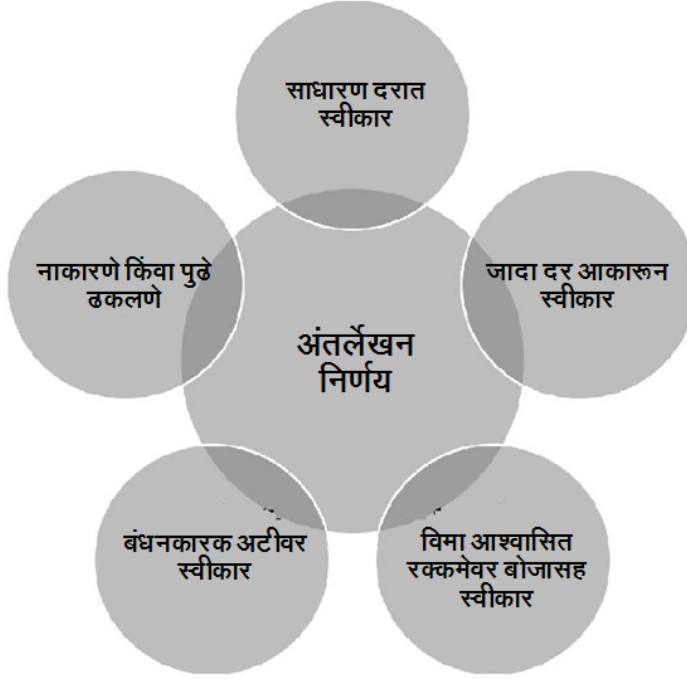 साधारण दरात
स्वीकार
नाकारणे किंवा पुढे
ढकलणे
जादा दर आकारून
स्वीकार
अंतर्लेखन
निर्णय
बंधनकारक अटीवर
स्वीकार
विमा आश्वासित
रक्कमेवर बोजासह
स्वीकार